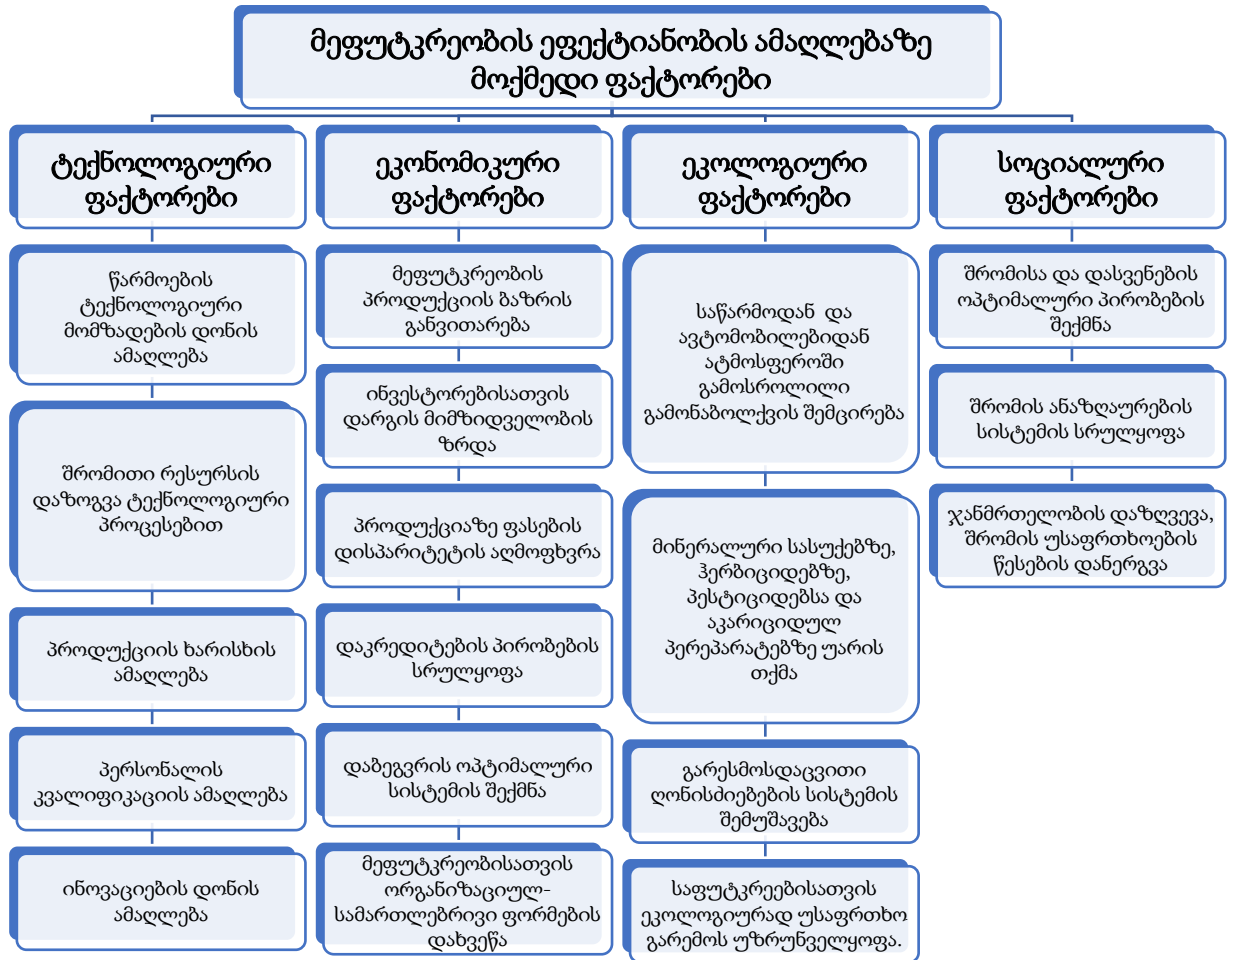 მეფუტკრეობის ეფექტიანობის ამაღლებაზე
მოქმედი ფაქტორები
ტექნოლოგიური
ფაქტორები
წარმოების
ტექნოლოგიური
მომზადების დონის
ამაღლება
შრომითი რესურსის
დაზოგვა ტექნოლოგიური
პროცესებით
პროდუქციის ხარისხის
ამაღლება
პერსონალის
კვალიფიკაციის ამაღლება
ინოვაციების დონის
ამაღლება
ეკონომიკური
ფაქტორები
მეფუტკრეობის
პროდუქციის ბაზრის
განვითარება
ინვესტორებისათვის
დარგის მიმზიდველობის
ზრდა
პროდუქციაზე ფასების
დისპარიტეტის აღმოფხვრა
დაკრედიტების პირობების
სრულყოფა
დაბეგვრის ოპტიმალური
სისტემის შექმნა
მეფუტკრეობისათვის
ორგანიზაციულ-
სამართლებრივი ფორმების
დახვეწა
ეკოლოგიური
ფაქტორები
საწარმოდან და
ავტომობილებიდან
ატმოსფეროში
გამოსროლილი
გამონაბოლქვის შემცირება
მინერალური სასუქებზე,
ჰერბიციდებზე,
პესტიციდებსა და
აკარიციდულ
პერეპარატებზე უარის
თქმა
გარესმოსდაცვითი
ღონისძიებების სისტემის
შემუშავება
საფუტკრეებისათვის
ეკოლოგიურად უსაფრთხო
გარემოს უზრუნველყოფა.
სოციალური
ფაქტორები
შრომისა და დასვენების
ოპტიმალური პირობების
შექმნა
შრომის ანაზღაურების
სისტემის სრულყოფა
ჯანმრთელობის დაზღვევა,
შრომის უსაფრთხოების
წესების დანერგვა